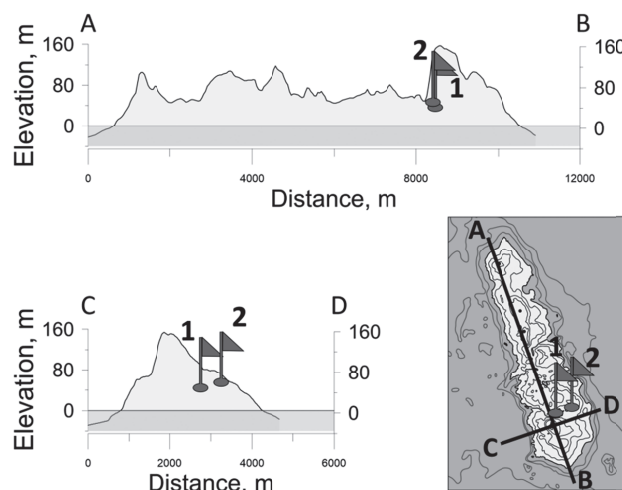 A B
Elevation, m
160 160
80 80
0 0
2 1
0 4000 8000 12000
Distance, m
C D
Elevation, m
160 160
80 80
0 0
1 2
0 2000 4000 6000
Distance, m
A
1 2
D
C
B